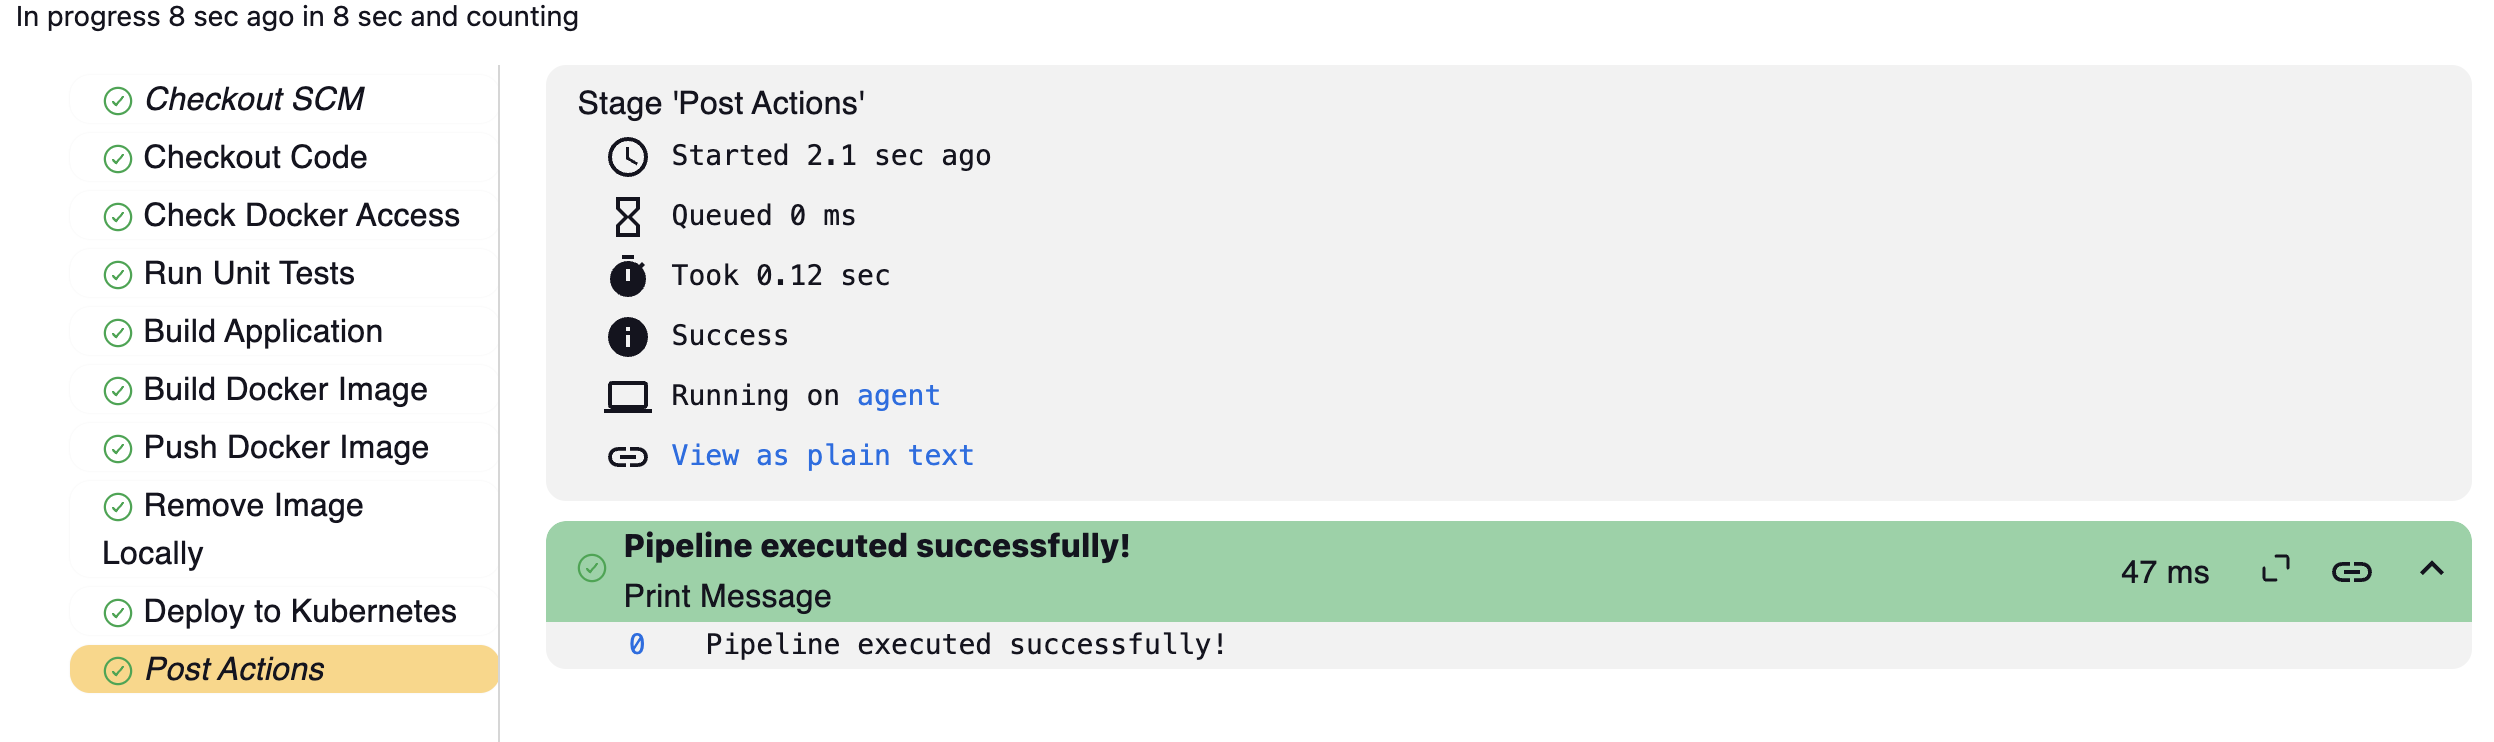 In progress 8 sec ago in 8 sec and counting
Checkout SCM
Checkout Code
Check Docker Access
Run Unit Tests
Build Application
Build Docker Image
Push Docker Image
Remove Image
Locally
Deploy to Kubernetes
Post Actions
Stage 'Post Actions'
Started 2.1 sec ago
Queued 0 ms
Took 0.12 sec
Success
Running on agent
View as plain text
Pipeline executed successfully!
Print Message
47 ms
0 Pipeline executed successfully!